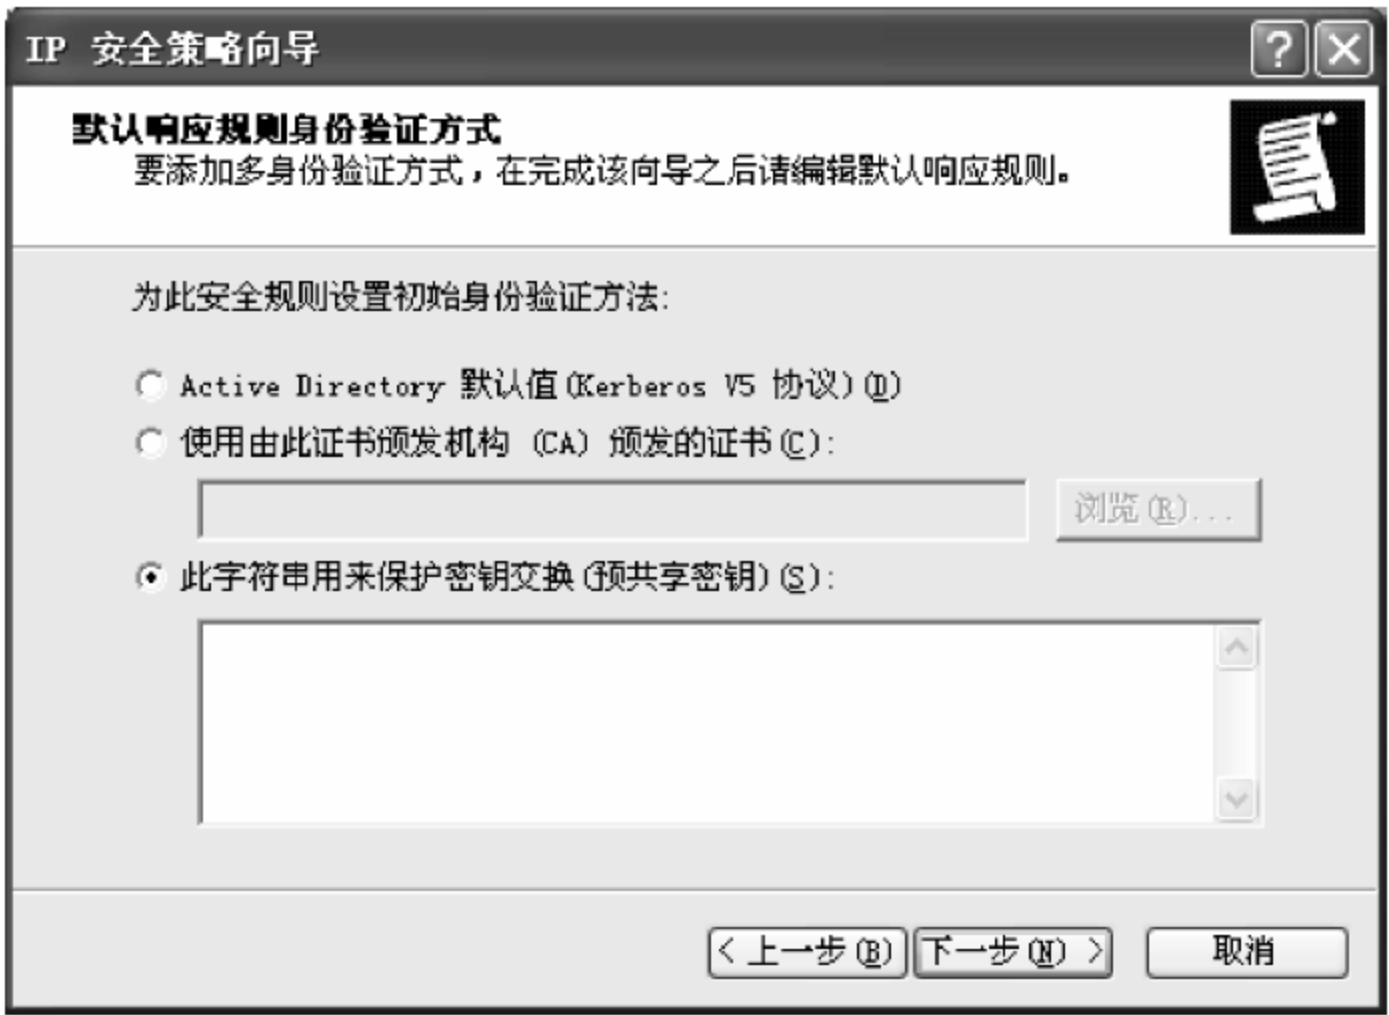 IP 安全策略向导
默认响应规则身份验证方式
要添加多身份验证方式，在完成该向导之后请编辑默认响应规则。
为此安全规则设置初始身份验证方法:
Active Directory 默认值(Kerberos V5 协议)(D)
使用由此证书颁发机构 (CA) 颁发的证书(C):
浏览(R)...
此字符串用来保护密钥交换(预共享密钥)(S):
< 上一步(B) 下一步(N) > 取消